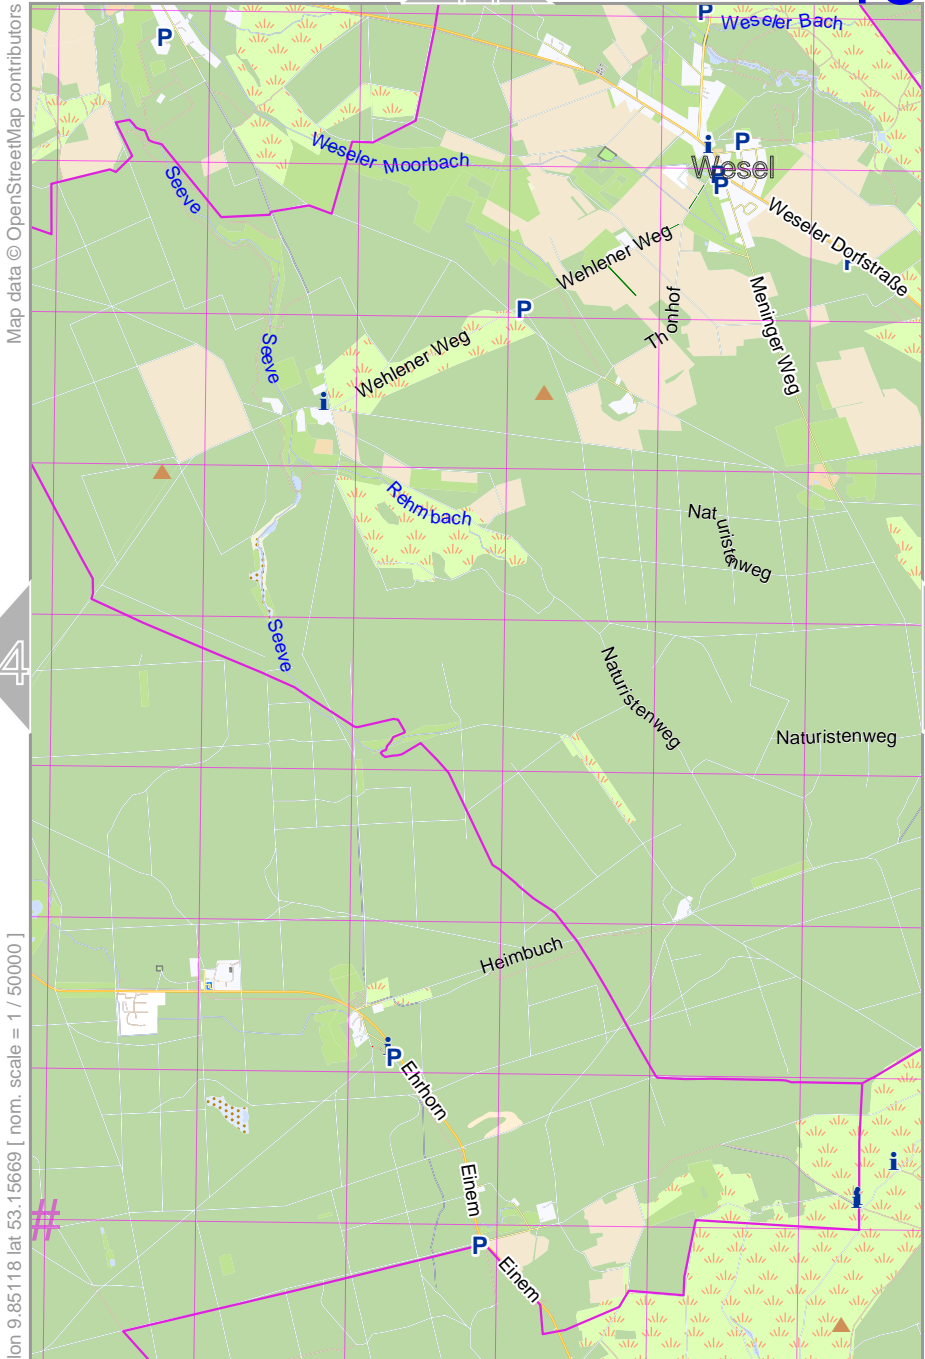 Map data © OpenStreetMap contributors
P
P
Weseler Bach
i
P
Wesel
P
P
Weseler Moorbach
Seeve
Weseler Dorfstraße
Wehlener Weg
Thonhof
Meninger Weg
P
Seeve
Wehlener Weg
i
Rehmbach
Naturistenweg
Seeve
4
Naturistenweg
Naturistenweg
Heimbuch
lon 9.85118 lat 53.15669 [ nom. scale = 1 / 50000 ]
i
P
Ehrhorn
Einem
i
i
#
P
Einem